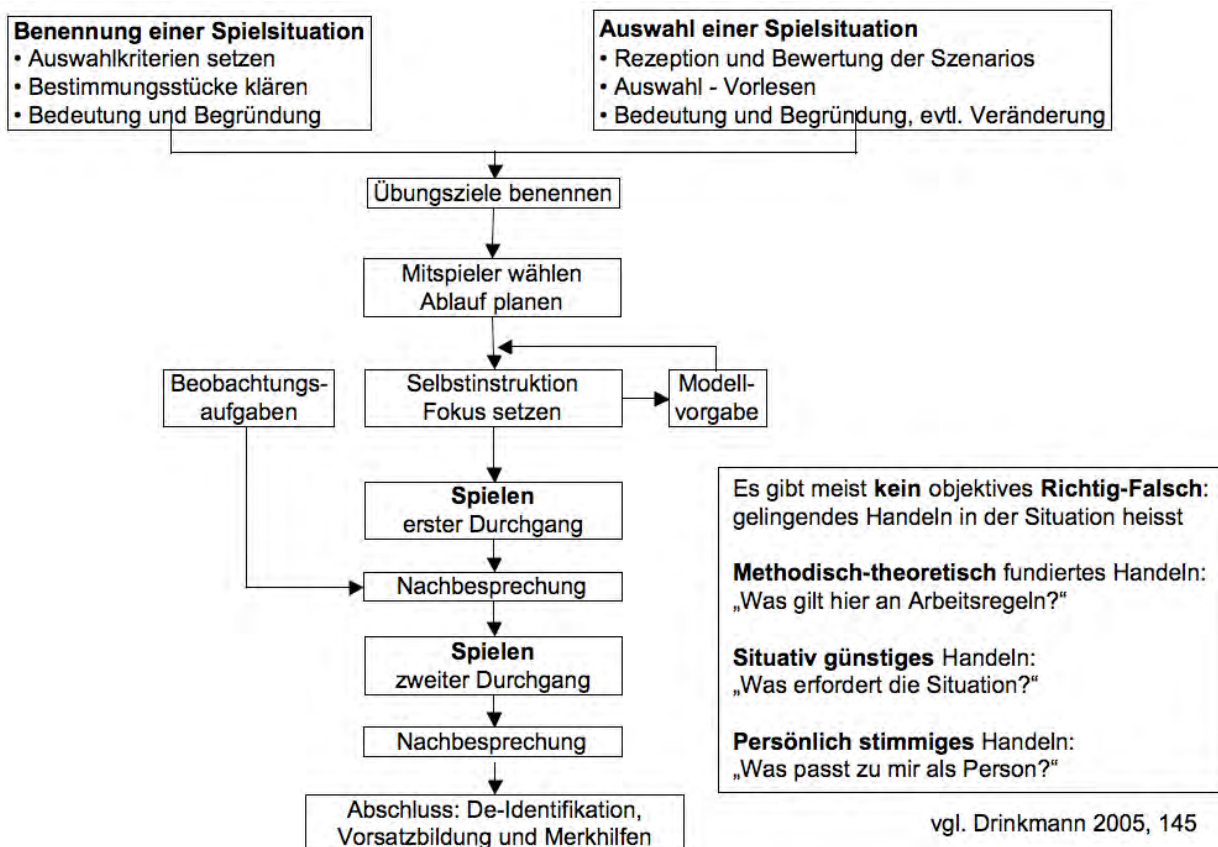 Benennung einer Spielsituation
• Auswahlkriterien setzen
• Bestimmungsstücke klären
• Bedeutung und Begründung
Auswahl einer Spielsituation
• Rezeption und Bewertung der Szenarios
• Auswahl - Vorlesen
• Bedeutung und Begründung, evtl. Veränderung
Übungsziele benennen
Mitspieler wählen
Ablauf planen
Beobachtungs-
aufgaben
Selbstinstruktion
Fokus setzen
Modell-
vorgabe
Spielen
erster Durchgang
Nachbesprechung
Spielen
zweiter Durchgang
Nachbesprechung
Abschluss: De-Identifikation,
Vorsatzbildung und Merkhilfen
Es gibt meist kein objektives Richtig-Falsch:
gelingendes Handeln in der Situation heisst
Methodisch-theoretisch fundiertes Handeln:
„Was gilt hier an Arbeitsregeln?“
Situativ günstiges Handeln:
„Was erfordert die Situation?“
Persönlich stimmiges Handeln:
„Was passt zu mir als Person?“
vgl. Drinkmann 2005, 145